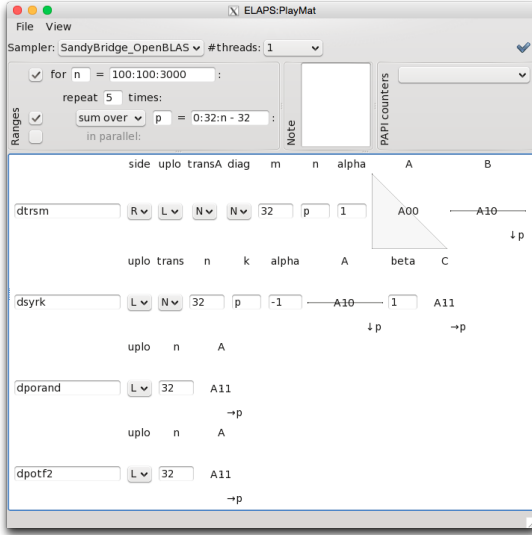 ELAPS:PlayMat
File View
Sampler: SandyBridge_OpenBLAS #threads: 1
for n = 100:100:3000 :
repeat 5 times:
sum over p = 0:32:n - 32 :
in parallel:
Ranges
Note
PAPI counters
side uplo transA diag m n alpha A B
dtrsm R L N N 32 p 1 A00 A10
↓p
uplo trans n k alpha A beta C
dsyrk L N 32 p -1 A10 1 A11
↓p →p
uplo n A
dporand L 32 A11
→p
uplo n A
dpotf2 L 32 A11
→p